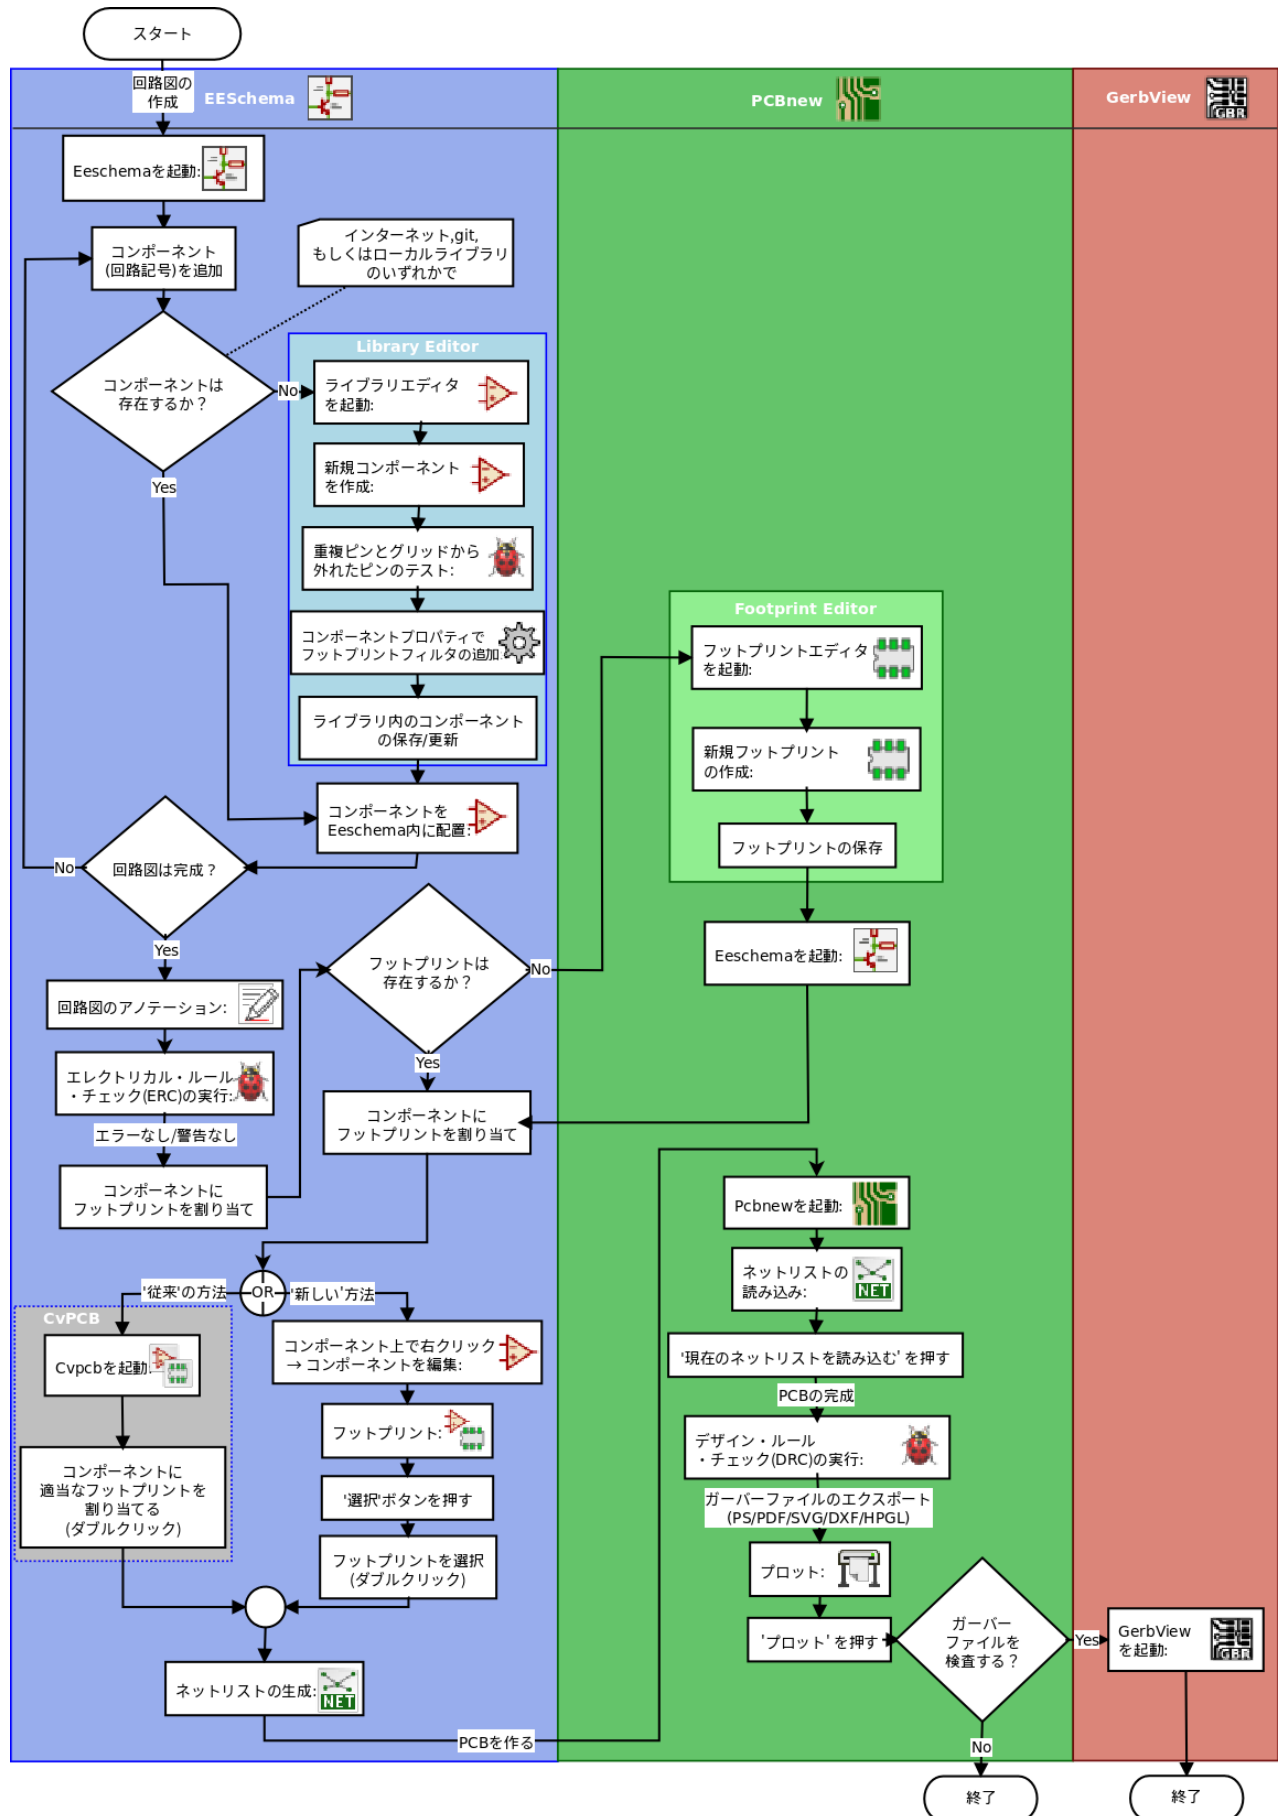 スタート
回路図の
作成
EESchema
PCBnew
GerbView
GBR
Eeschemaを起動:
コンポーネント
(回路記号)を追加
インターネット,git,
もしくはローカルライブラリ
のいずれかで
コンポーネントは
存在するか？
No
Yes
Library Editor
ライブラリエディタ
を起動:
新規コンポーネント
を作成:
重複ピンとグリッドから
外れたピンのテスト:
コンポーネントプロパティで
フットプリントフィルタの追加:
ライブラリ内のコンポーネント
の保存/更新
コンポーネントを
Eeschema内に配置:
回路図は完成？
No
Yes
回路図のアノテーション:
エレクトリカル・ルール
・チェック(ERC)の実行:
エラーなし/警告なし
コンポーネントに
フットプリントを割り当て
フットプリントは
存在するか？
No
Yes
Footprint Editor
フットプリントエディタ
を起動:
新規フットプリント
の作成:
フットプリントの保存
Eeschemaを起動:
コンポーネントに
フットプリントを割り当て
OR
'従来'の方法
'新しい'方法
CvPCB
Cvpcbを起動:
コンポーネントに
適当なフットプリントを
割り当てる
(ダブルクリック)
コンポーネント上で右クリック
→コンポーネントを編集:
フットプリント:
'選択'ボタンを押す
フットプリントを選択
(ダブルクリック)
ネットリストの生成:
NET
PCBを作る
Pcbnewを起動:
ネットリストの
読み込み:
NET
'現在のネットリストを読み込む' を押す
PCBの完成
デザイン・ルール
・チェック(DRC)の実行:
ガーバーファイルのエクスポート
(PS/PDF/SVG/DXF/HPGL)
プロット:
'プロット' を押す
ガーバー
ファイルを
検査する？
Yes
No
GerbView
を起動:
GBR
終了
終了